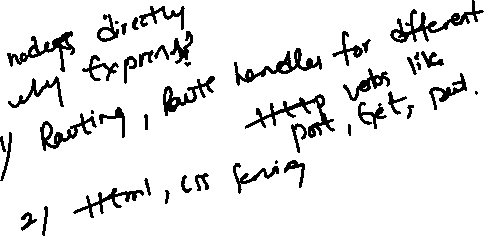 nodejs directly
why Express?
1) Routing, Route handles for different
Http verbs like
post, Get, put.
2) Html, css serving